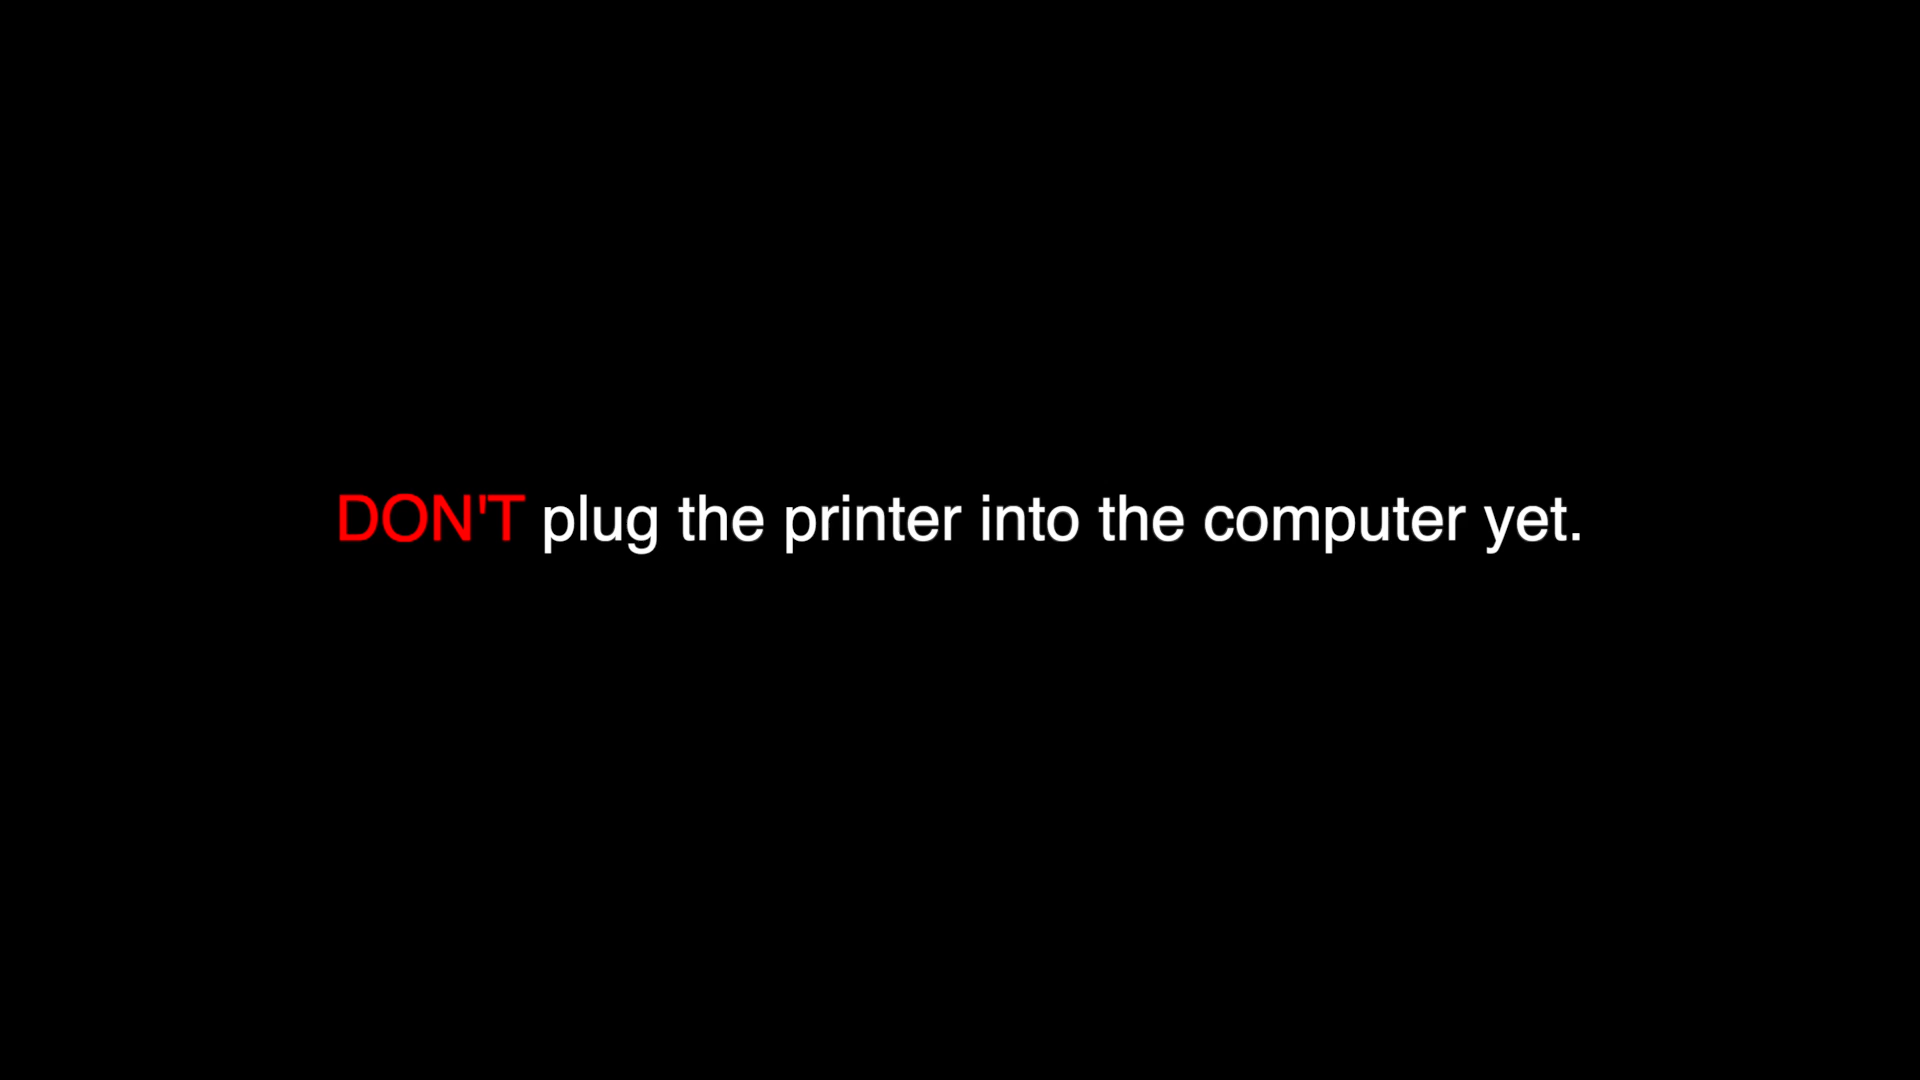 DON'T plug the printer into the computer yet.